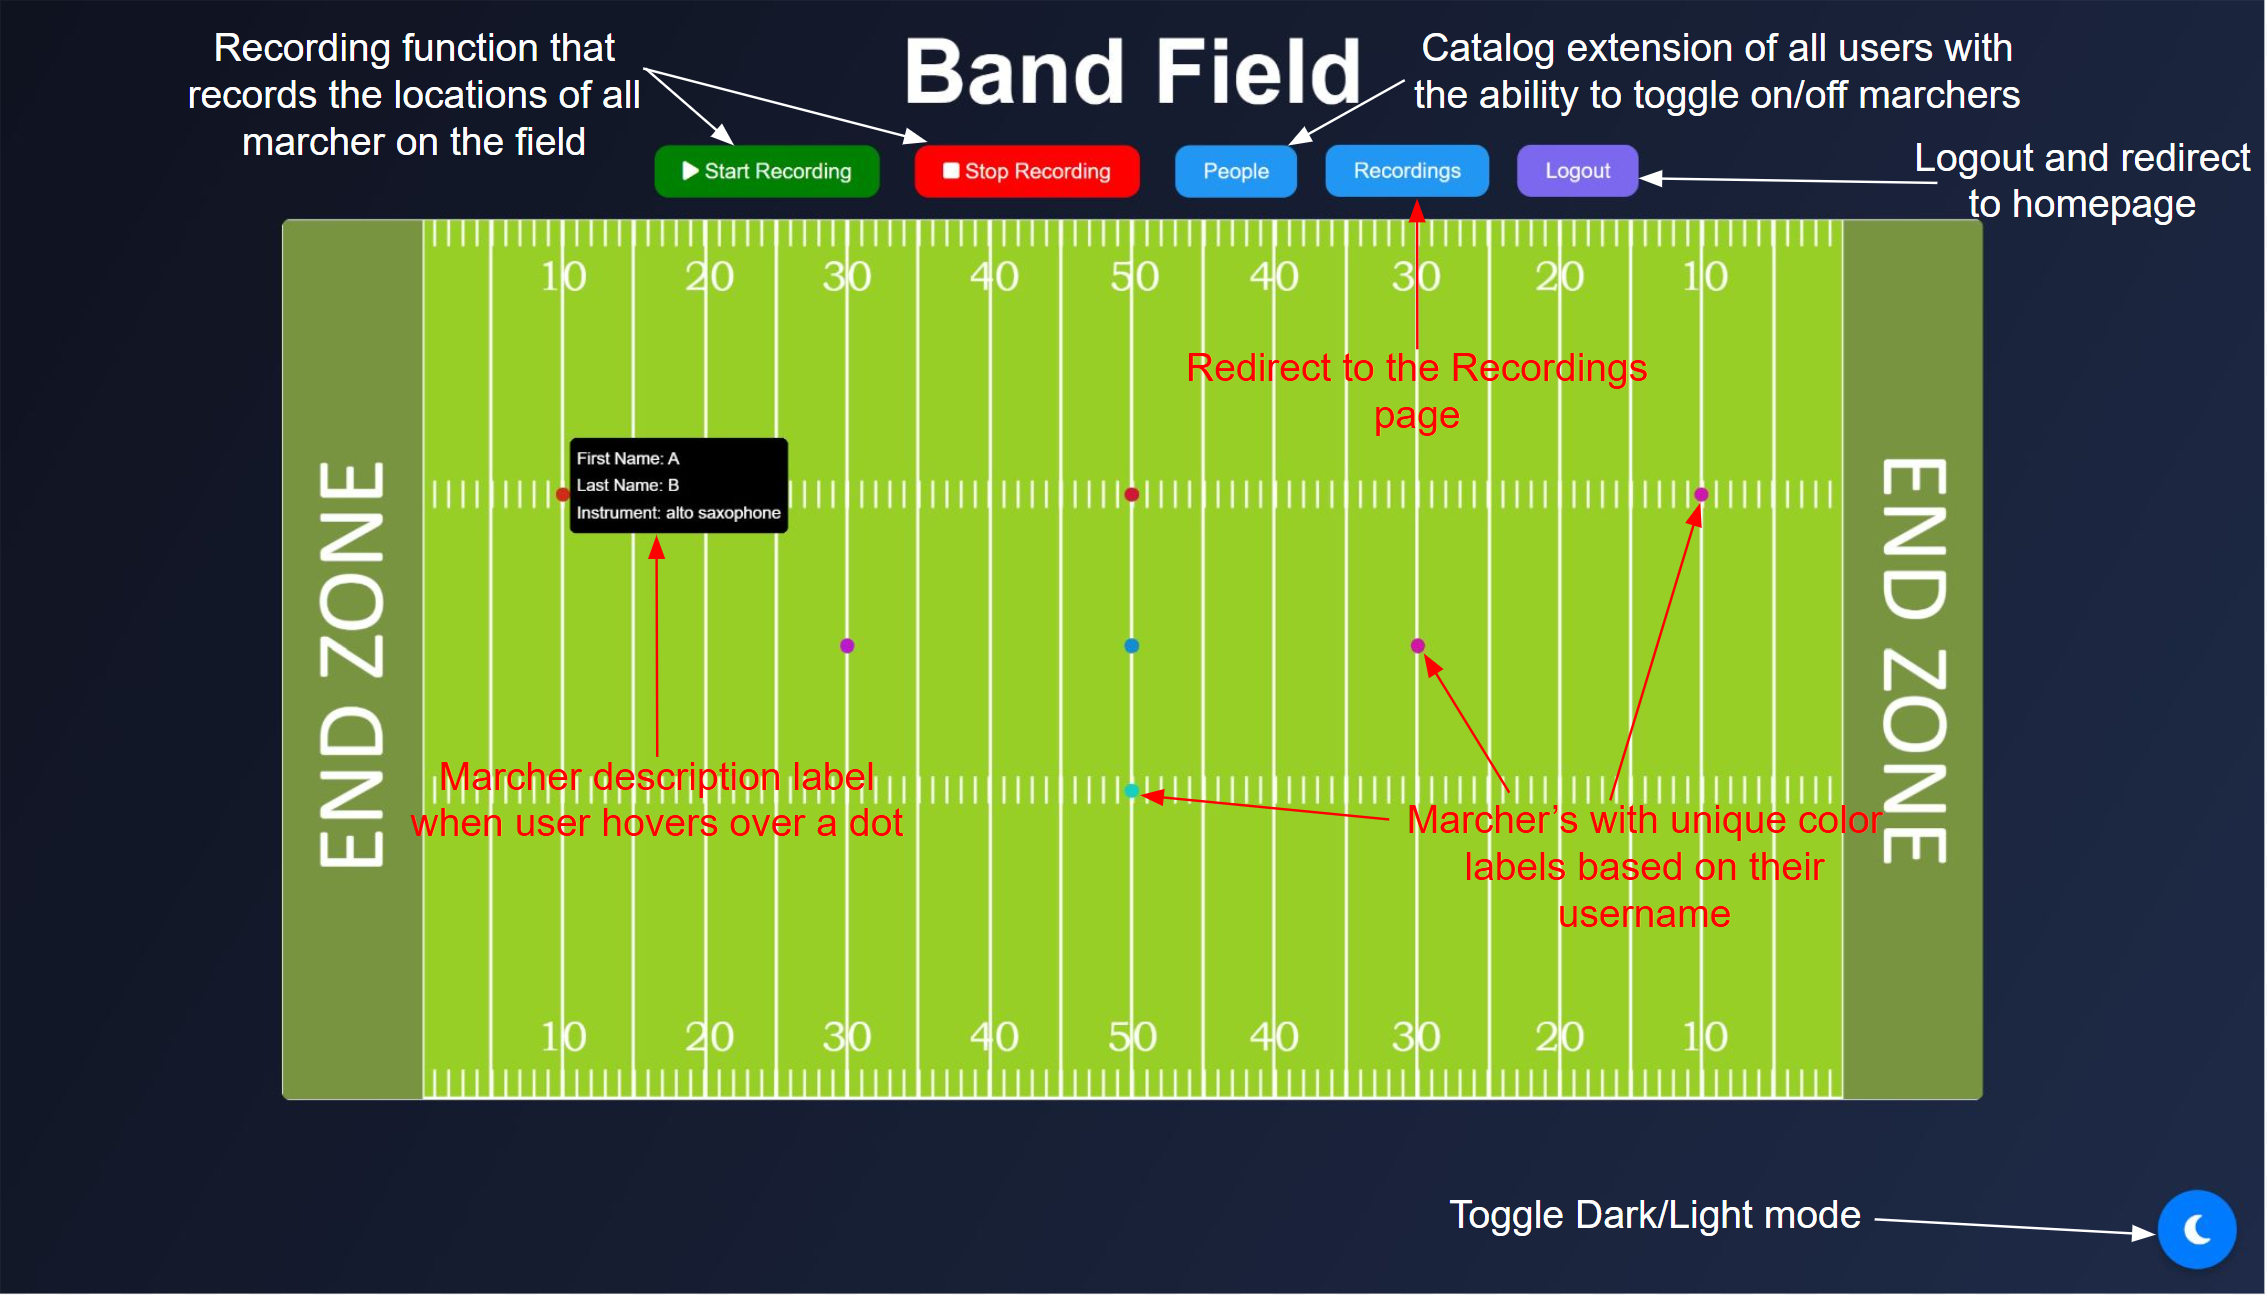 Recording function that
records the locations of all
marcher on the field
Band Field
Catalog extension of all users with
the ability to toggle on/off marchers
Start Recording
Stop Recording
People
Recordings
Logout
Logout and redirect
to homepage
10 20 30 40 50 40 30 20 10
Redirect to the Recordings
page
First Name: A
Last Name: B
Instrument: alto saxophone
END ZONE
END ZONE
Marcher description label
when user hovers over a dot
Marcher’s with unique color
labels based on their
username
10 20 30 40 50 40 30 20 10
Toggle Dark/Light mode